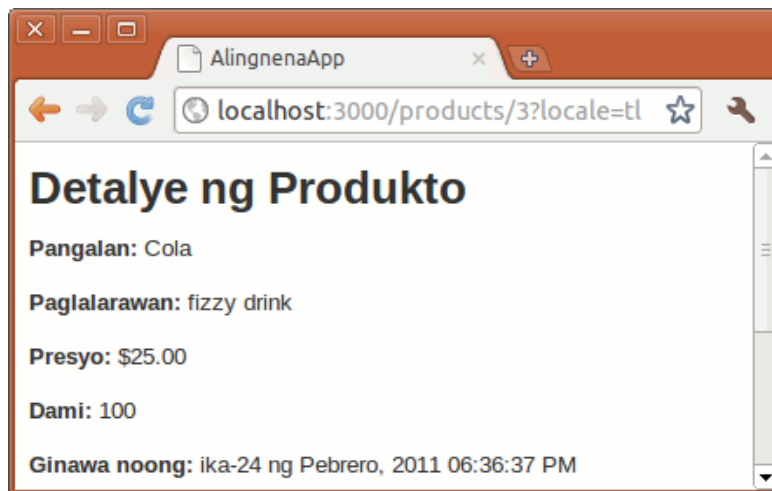 AlingnenaApp
localhost:3000/products/3?locale=tl
Detalye ng Produkto
Pangalan: Cola
Paglalarawan: fizzy drink
Presyo: $25.00
Dami: 100
Ginawa noong: ika-24 ng Pebrero, 2011 06:36:37 PM